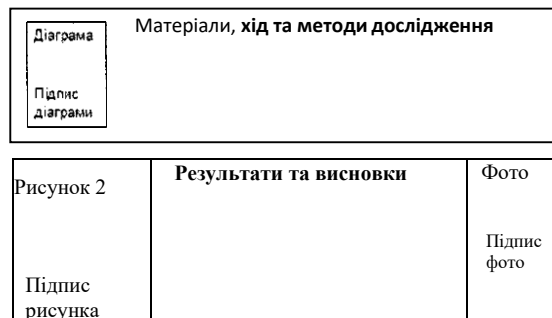 Діаграма
Підпис
діаграми
Матеріали, хід та методи дослідження
Рисунок 2
Підпис
рисунка
Результати та висновки
Фото
Підпис
фото